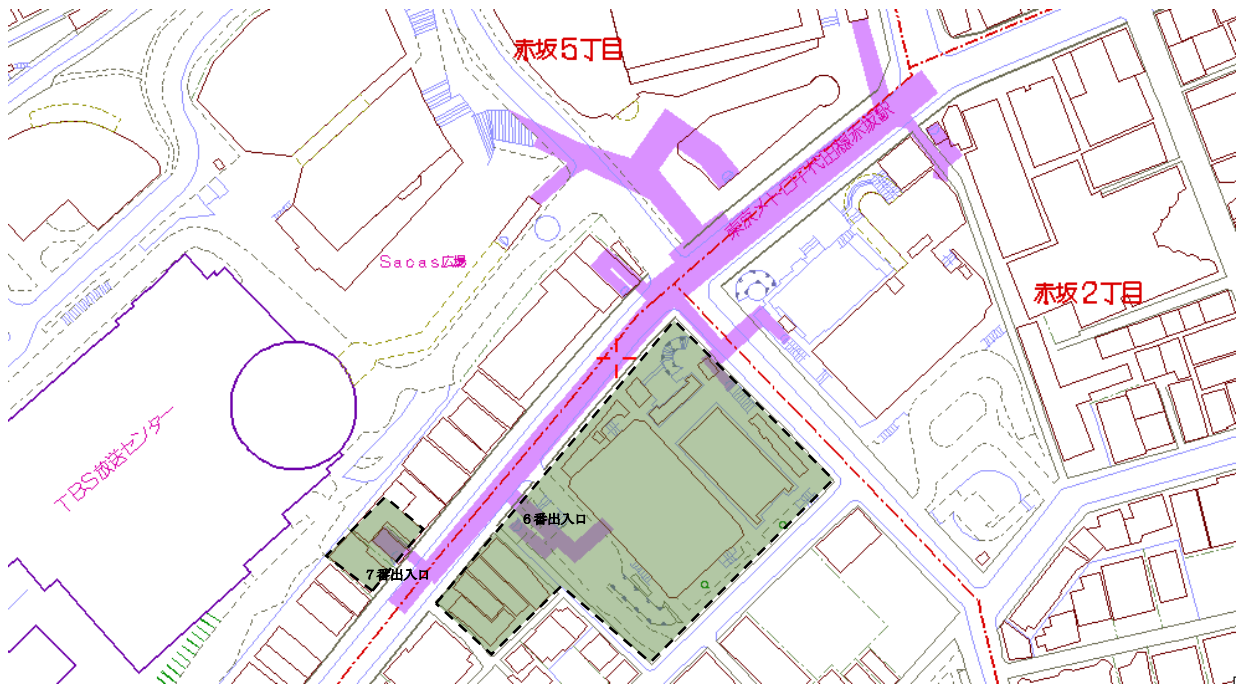 赤坂5丁目
東京メトロ千代田線赤坂駅
Sacas広場
赤坂2丁目
TBS放送センター
6番出入口
7番出入口